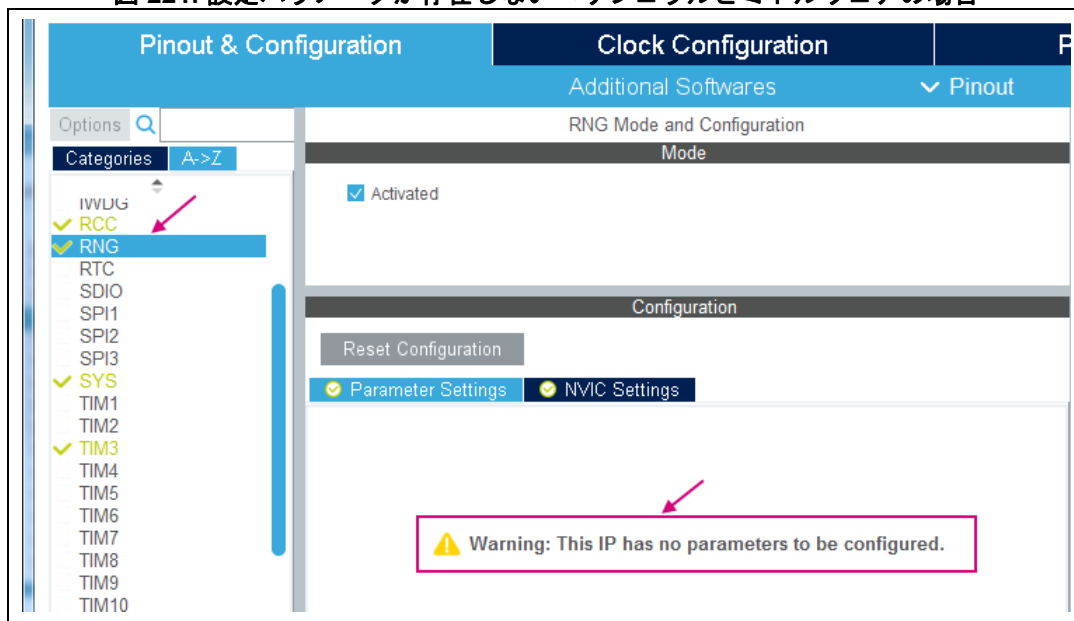 Pinout & Configuration
Clock Configuration
Additional Softwares
Pinout
Options
RNG Mode and Configuration
Categories
A->Z
Mode
Activated
IWDG
RCC
RNG
RTC
SDIO
SPI1
SPI2
SPI3
SYS
TIM1
TIM2
TIM3
TIM4
TIM5
TIM6
TIM7
TIM8
TIM9
TIM10
Configuration
Reset Configuration
Parameter Settings
NVIC Settings
Warning: This IP has no parameters to be configured.